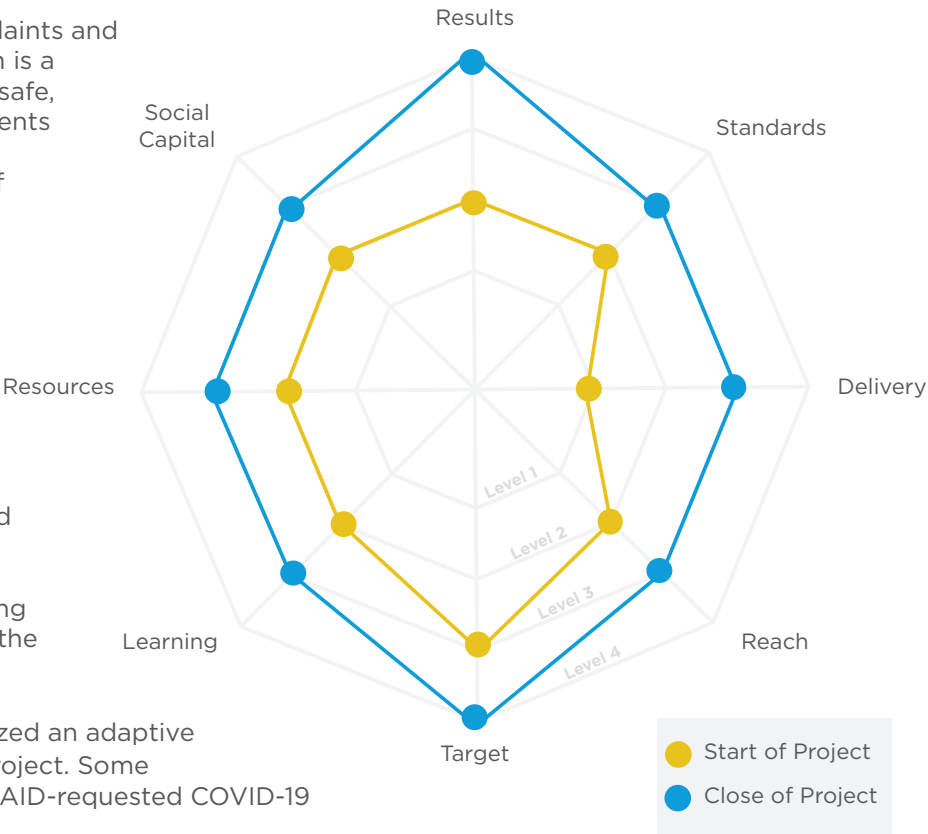 laints and
n is a
safe,
ents
f
d
ng
the
zed an adaptive
roject. Some
AID-requested COVID-19
Results
Social
Capital
Standards
Resources
Delivery
Level 1
Level 2
Level 3
Level 4
Learning
Reach
Target
Start of Project
Close of Project